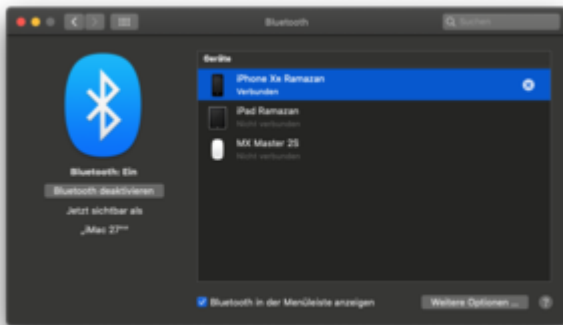 Bluetooth
Suchen
Geräte
iPhone Xs Ramazan
Verbunden
iPad Ramazan
Nicht verbunden
MX Master 2S
Nicht verbunden
Bluetooth: Ein
Bluetooth deaktivieren
Jetzt sichtbar als
„iMac 27"“
Bluetooth in der Menüleiste anzeigen
Weitere Optionen ...
?